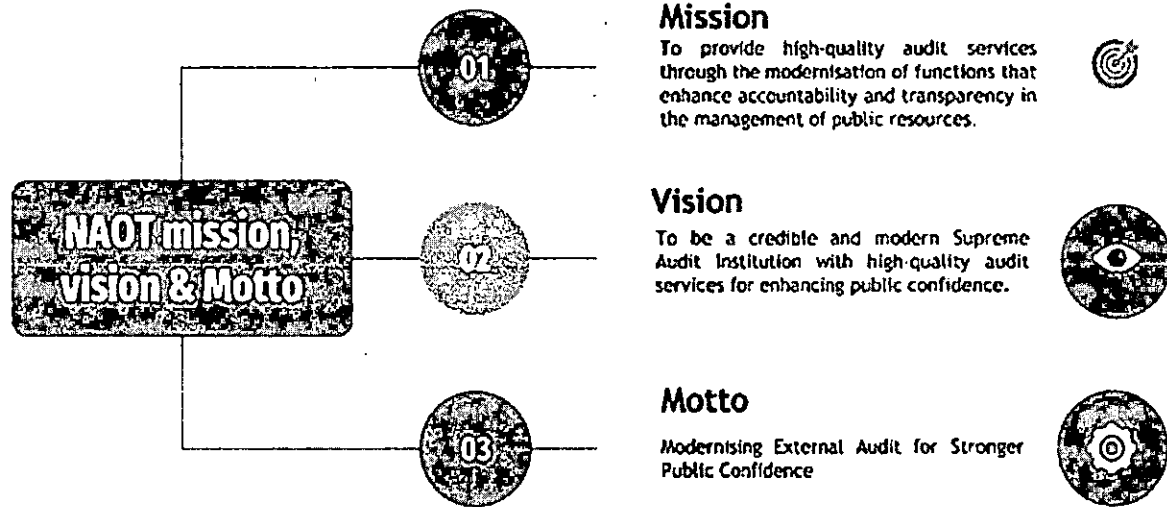 NAOT mission,
vision & Motto
01
Mission
To provide high-quality audit services
through the modernisation of functions that
enhance accountability and transparency in
the management of public resources.
02
Vision
To be a credible and modern Supreme
Audit Institution with high-quality audit
services for enhancing public confidence.
03
Motto
Modernising External Audit for Stronger
Public Confidence